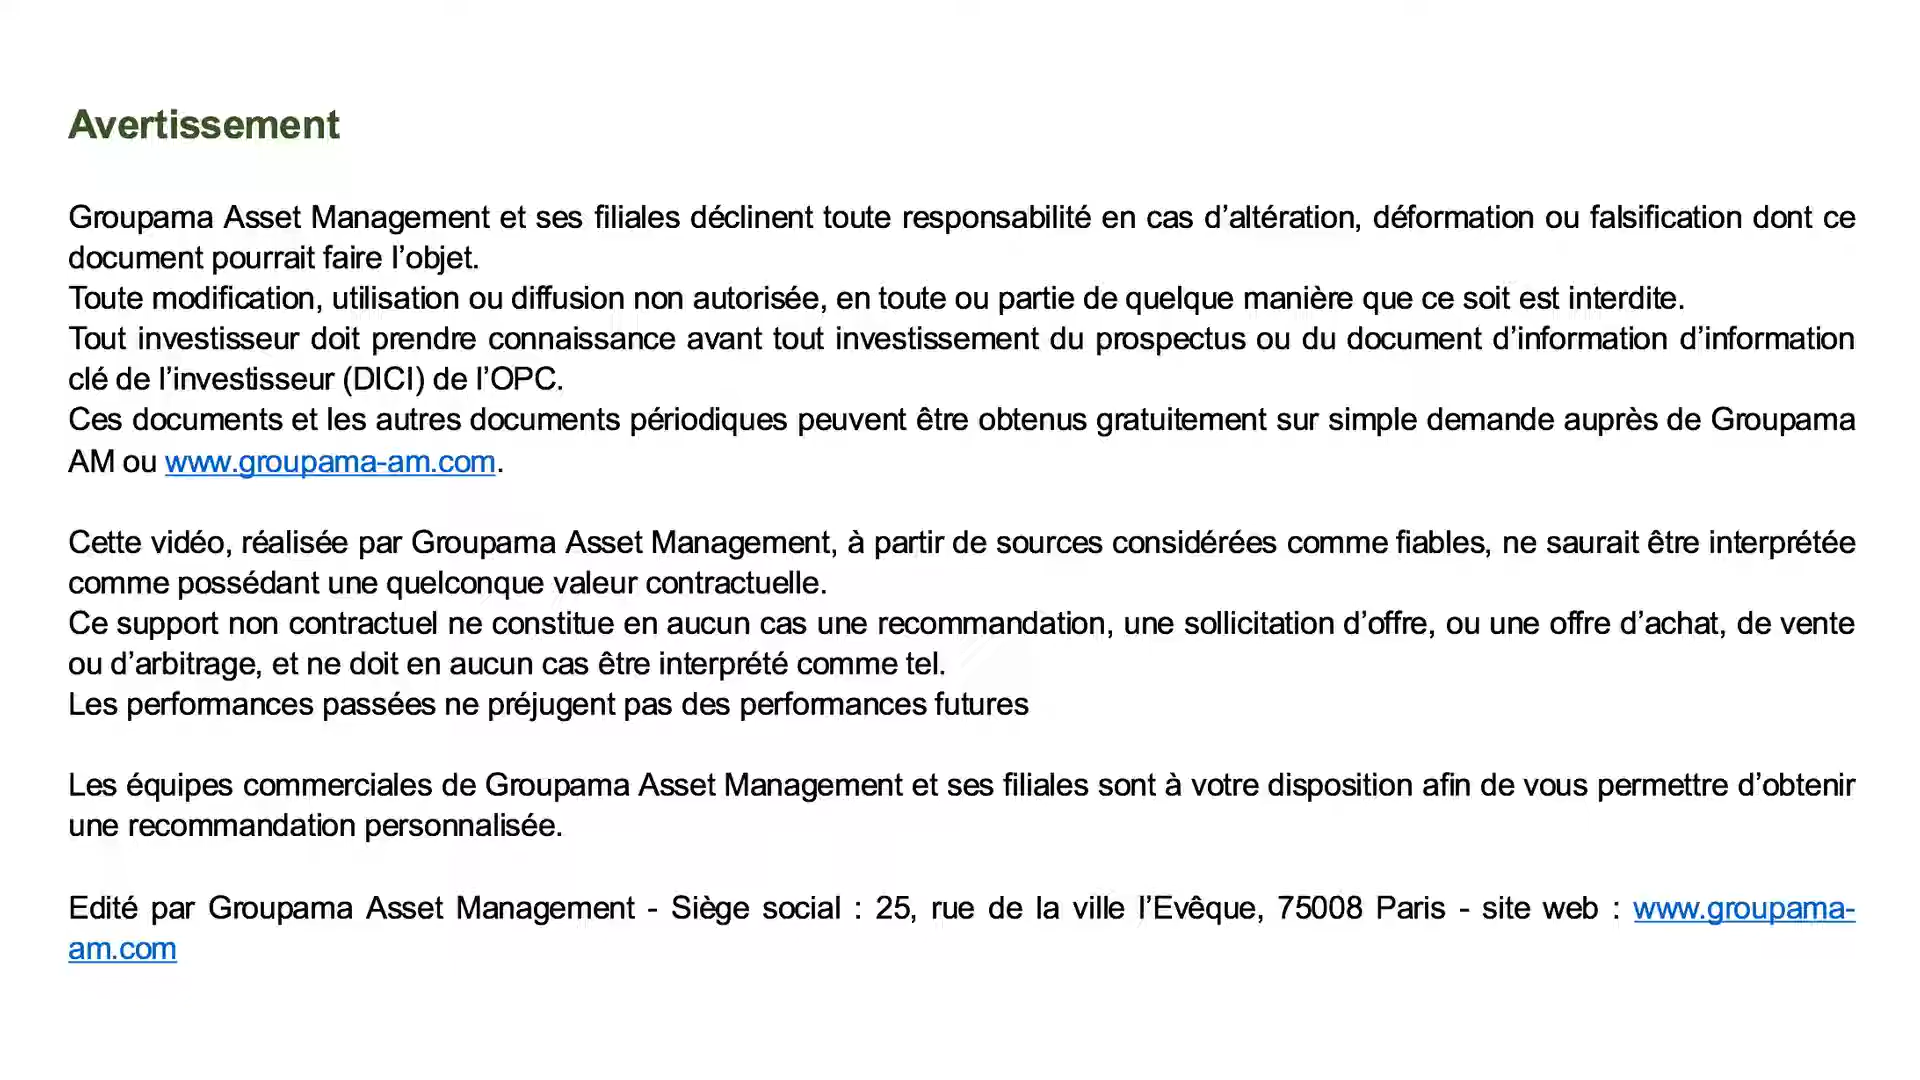 Avertissement
Groupama Asset Management et ses filiales déclinent toute responsabilité en cas d’altération, déformation ou falsification dont ce
document pourrait faire l’objet.
Toute modification, utilisation ou diffusion non autorisée, en toute ou partie de quelque manière que ce soit est interdite.
Tout investisseur doit prendre connaissance avant tout investissement du prospectus ou du document d’information d’information
clé de l’investisseur (DICI) de l’OPC.
Ces documents et les autres documents périodiques peuvent être obtenus gratuitement sur simple demande auprès de Groupama
AM ou www.groupama-am.com.
Cette vidéo, réalisée par Groupama Asset Management, à partir de sources considérées comme fiables, ne saurait être interprétée
comme possédant une quelconque valeur contractuelle.
Ce support non contractuel ne constitue en aucun cas une recommandation, une sollicitation d’offre, ou une offre d’achat, de vente
ou d’arbitrage, et ne doit en aucun cas être interprété comme tel.
Les performances passées ne préjugent pas des performances futures
Les équipes commerciales de Groupama Asset Management et ses filiales sont à votre disposition afin de vous permettre d’obtenir
une recommandation personnalisée.
Edité par Groupama Asset Management - Siège social : 25, rue de la ville l’Evêque, 75008 Paris - site web : www.groupama-
am.com